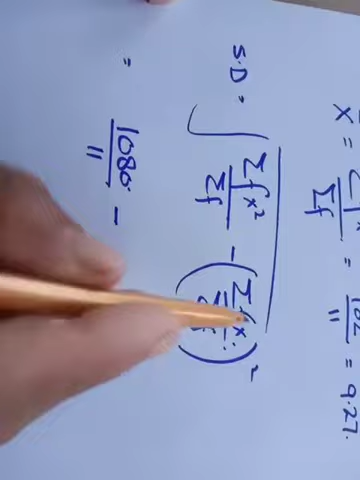 x̄ = Σfx/Σf = 102/11 = 9.27.
S.D = √(Σfx²/Σf - (Σfx/Σf)²)
= 1080/11 -